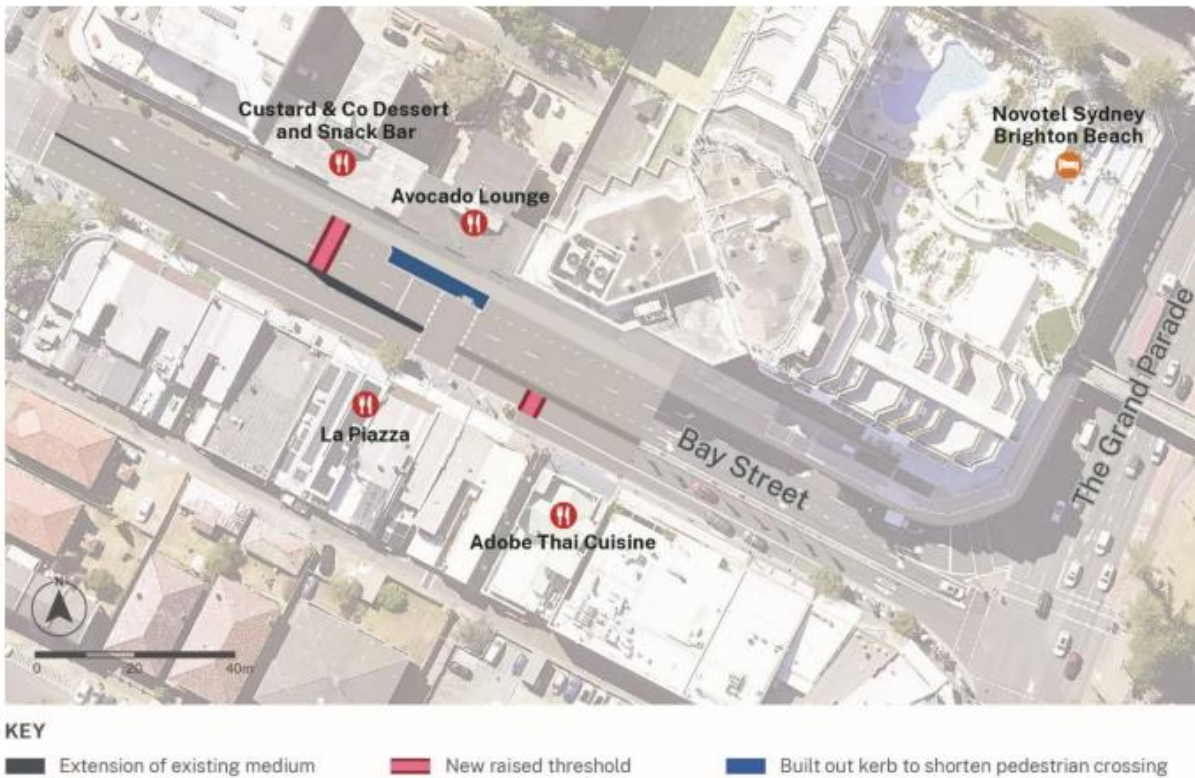 Custard & Co Dessert
and Snack Bar
Novotel Sydney
Brighton Beach
Avocado Lounge
La Piazza
Bay Street
The Grand Parade
Adobe Thai Cuisine
N
0 20 40m
KEY
Extension of existing medium
New raised threshold
Built out kerb to shorten pedestrian crossing